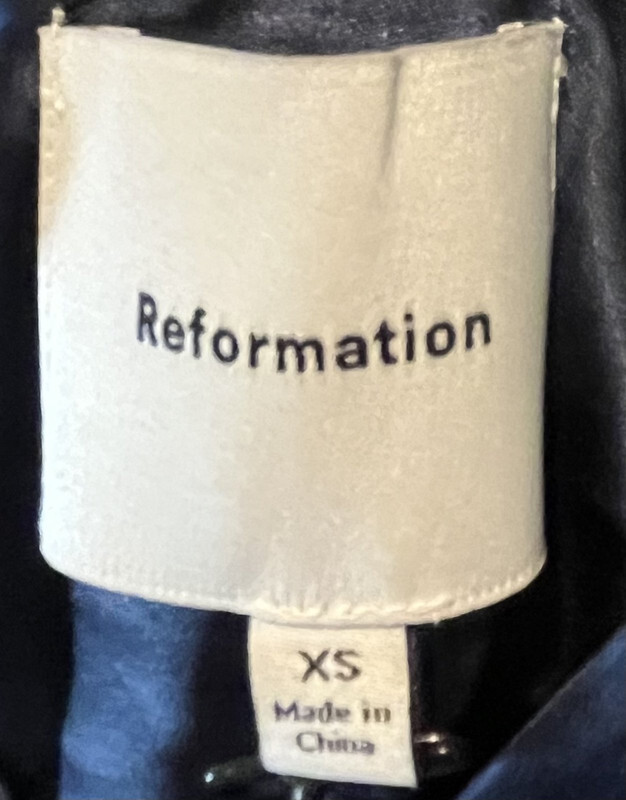 Reformation
XS
Made in
China